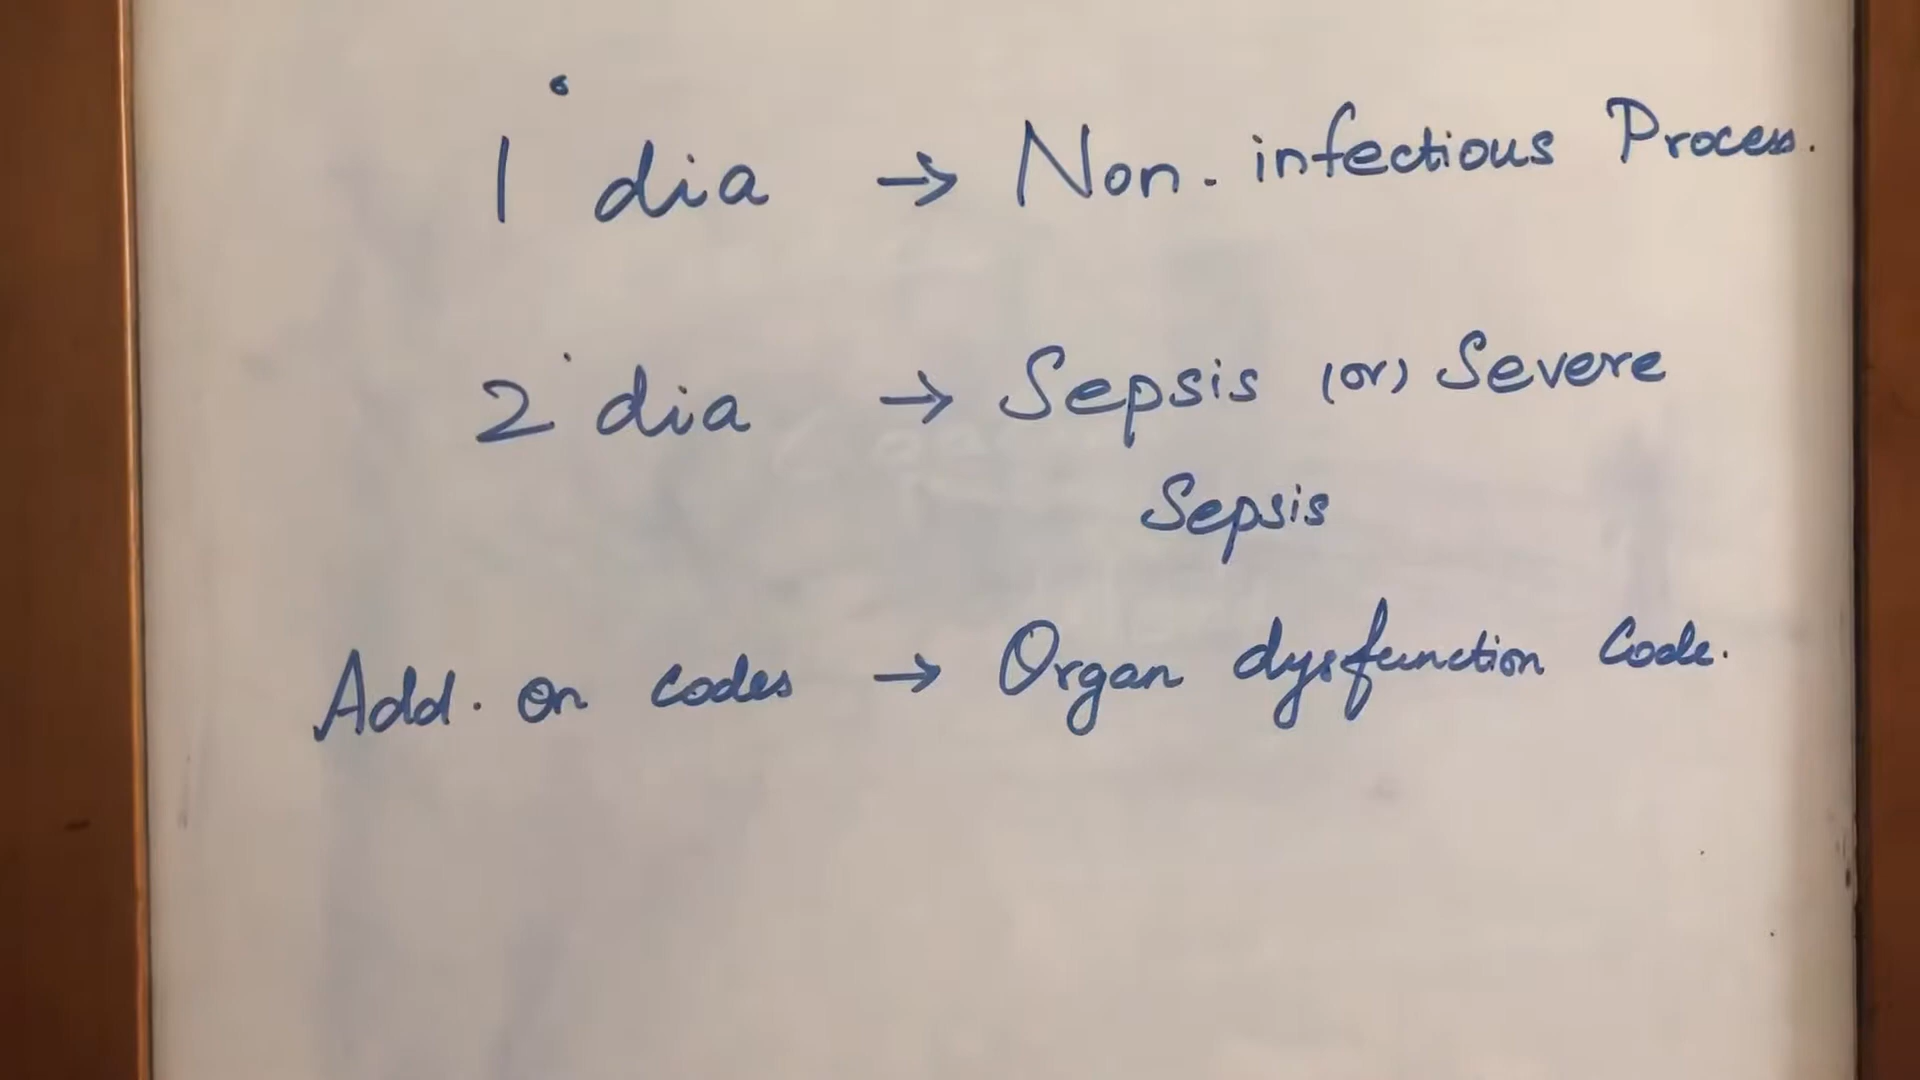 1° dia → Non-infectious Process.
2° dia → Sepsis (or) Severe
Sepsis
Add-on codes → Organ dysfunction Code.